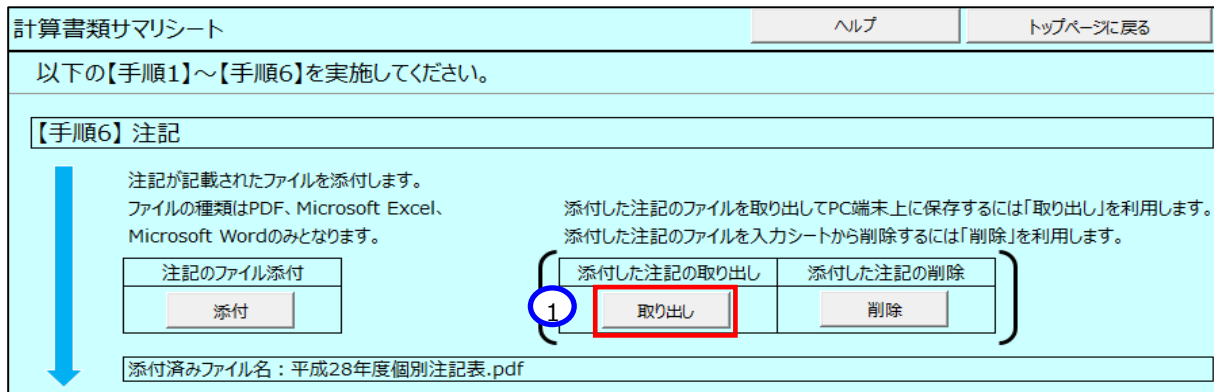 計算書類サマリシート
ヘルプ
トップページに戻る
以下の【手順1】~【手順6】を実施してください。
【手順6】 注記
注記が記載されたファイルを添付します。
ファイルの種類はPDF、Microsoft Excel、
Microsoft Wordのみとなります。
添付した注記のファイルを取り出してPC端末上に保存するには「取り出し」を利用します。
添付した注記のファイルを入力シートから削除するには「削除」を利用します。
注記のファイル添付
添付
添付した注記の取り出し
添付した注記の削除
1
取り出し
削除
添付済みファイル名：平成28年度個別注記表.pdf